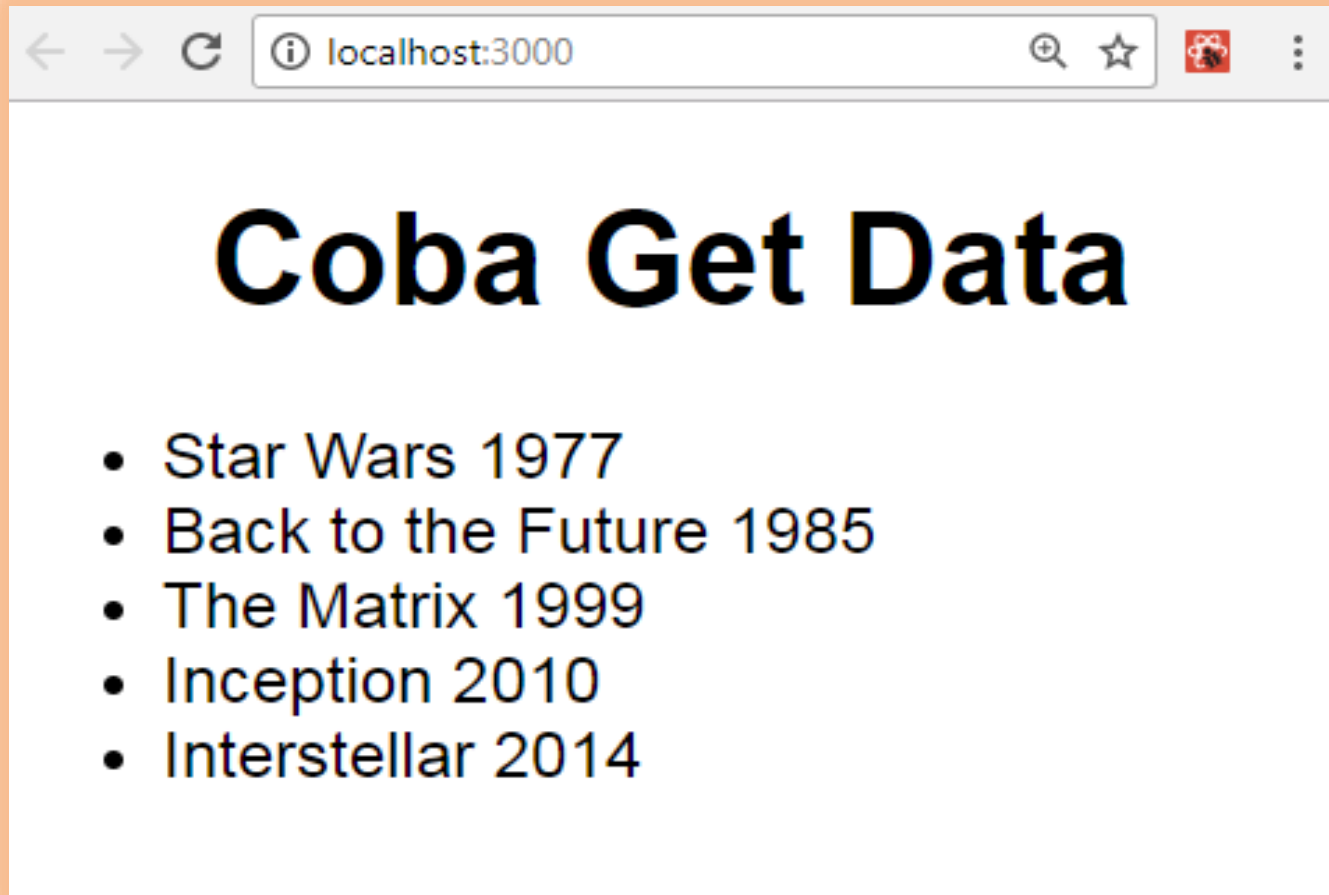 localhost:3000
Coba Get Data
• Star Wars 1977
• Back to the Future 1985
• The Matrix 1999
• Inception 2010
• Interstellar 2014